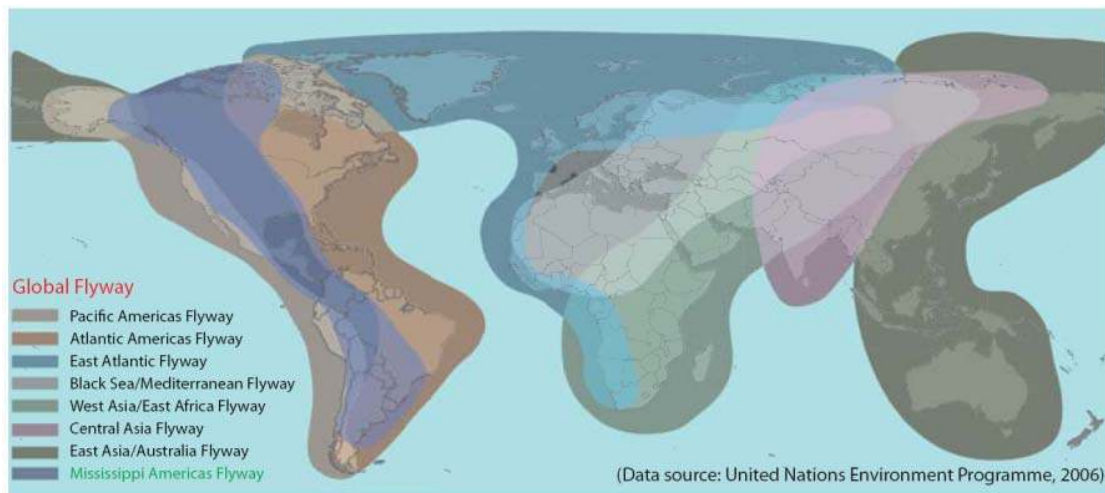 Global Flyway
Pacific Americas Flyway
Atlantic Americas Flyway
East Atlantic Flyway
Black Sea/Mediterranean Flyway
West Asia/East Africa Flyway
Central Asia Flyway
East Asia/Australia Flyway
Mississippi Americas Flyway
(Data source: United Nations Environment Programme, 2006)